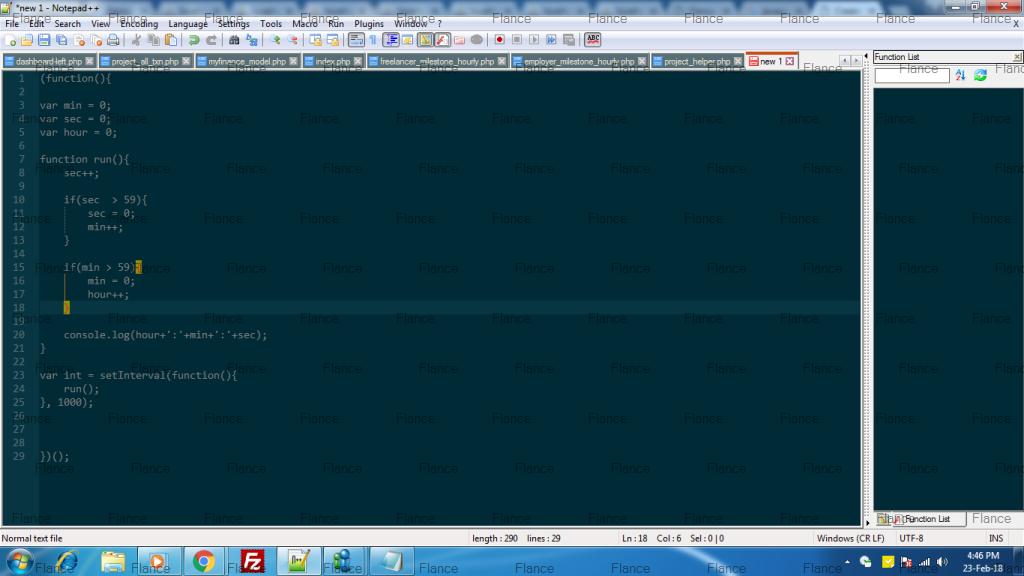 *new 1 - Notepad++
File Edit Search View Encoding Language Settings Tools Macro Run Plugins Window ? X
dashboard-left.php project_all_txn.php myfinance_model.php index.php freelancer_milestone_hourly.php employer_milestone_hourly.php project_helper.php new 1
Function List
1 (function(){
2
3 var min = 0;
4 var sec = 0;
5 var hour = 0;
6
7 function run(){
8 sec++;
9
10 if(sec  > 59){
11 sec = 0;
12 min++;
13 }
14
15 if(min > 59){
16 min = 0;
17 hour++;
18 }
19
20 console.log(hour+':'+min+':'+sec);
21 }
22
23 var int = setInterval(function(){
24 run();
25 }, 1000);
26
27
28
29 })();
Function List
Normal text file length : 290 lines : 29 Ln : 18 Col : 6 Sel : 0 | 0 Windows (CR LF) UTF-8 INS
4:46 PM
23-Feb-18
Flance